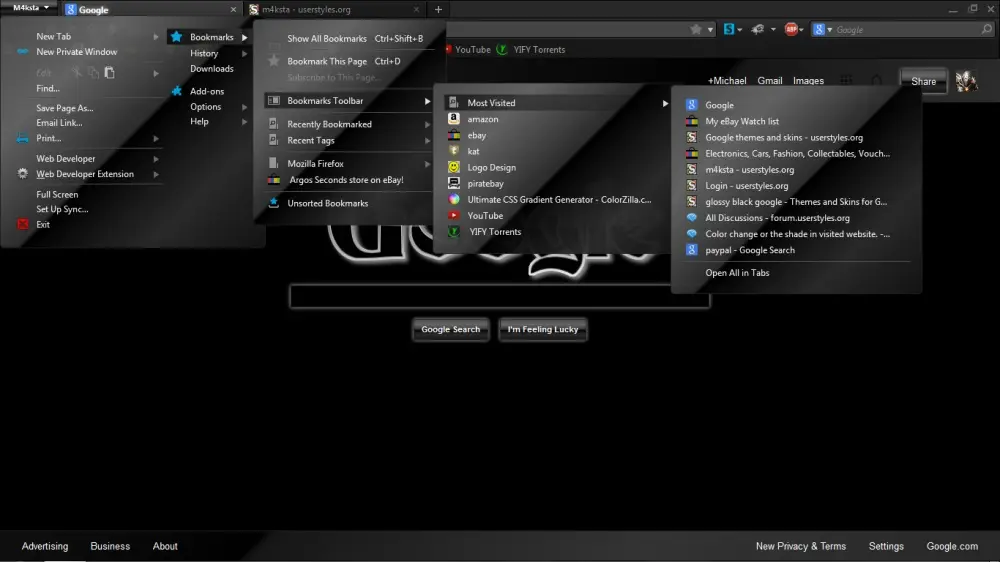 M4ksta
Google
m4ksta - userstyles.org
New Tab
New Private Window
Edit
Find...
Save Page As...
Email Link...
Print...
Web Developer
Web Developer Extension
Full Screen
Set Up Sync...
Exit
Bookmarks
History
Downloads
Add-ons
Options
Help
Show All Bookmarks Ctrl+Shift+B
Bookmark This Page Ctrl+D
Subscribe to This Page...
Bookmarks Toolbar
Recently Bookmarked
Recent Tags
Mozilla Firefox
Argos Seconds store on eBay!
Unsorted Bookmarks
Google
YouTube YIFY Torrents
+Michael Gmail Images Share
Most Visited
amazon
ebay
kat
Logo Design
piratebay
Ultimate CSS Gradient Generator - ColorZilla.c...
YouTube
YIFY Torrents
Google
My eBay Watch list
Google themes and skins - userstyles.org
Electronics, Cars, Fashion, Collectables, Vouch...
m4ksta - userstyles.org
Login - userstyles.org
glossy black google - Themes and Skins for G...
All Discussions - forum.userstyles.org
Color change or the shade in visited website. -...
paypal - Google Search
Open All in Tabs
Google Search I'm Feeling Lucky
Advertising Business About New Privacy & Terms Settings Google.com